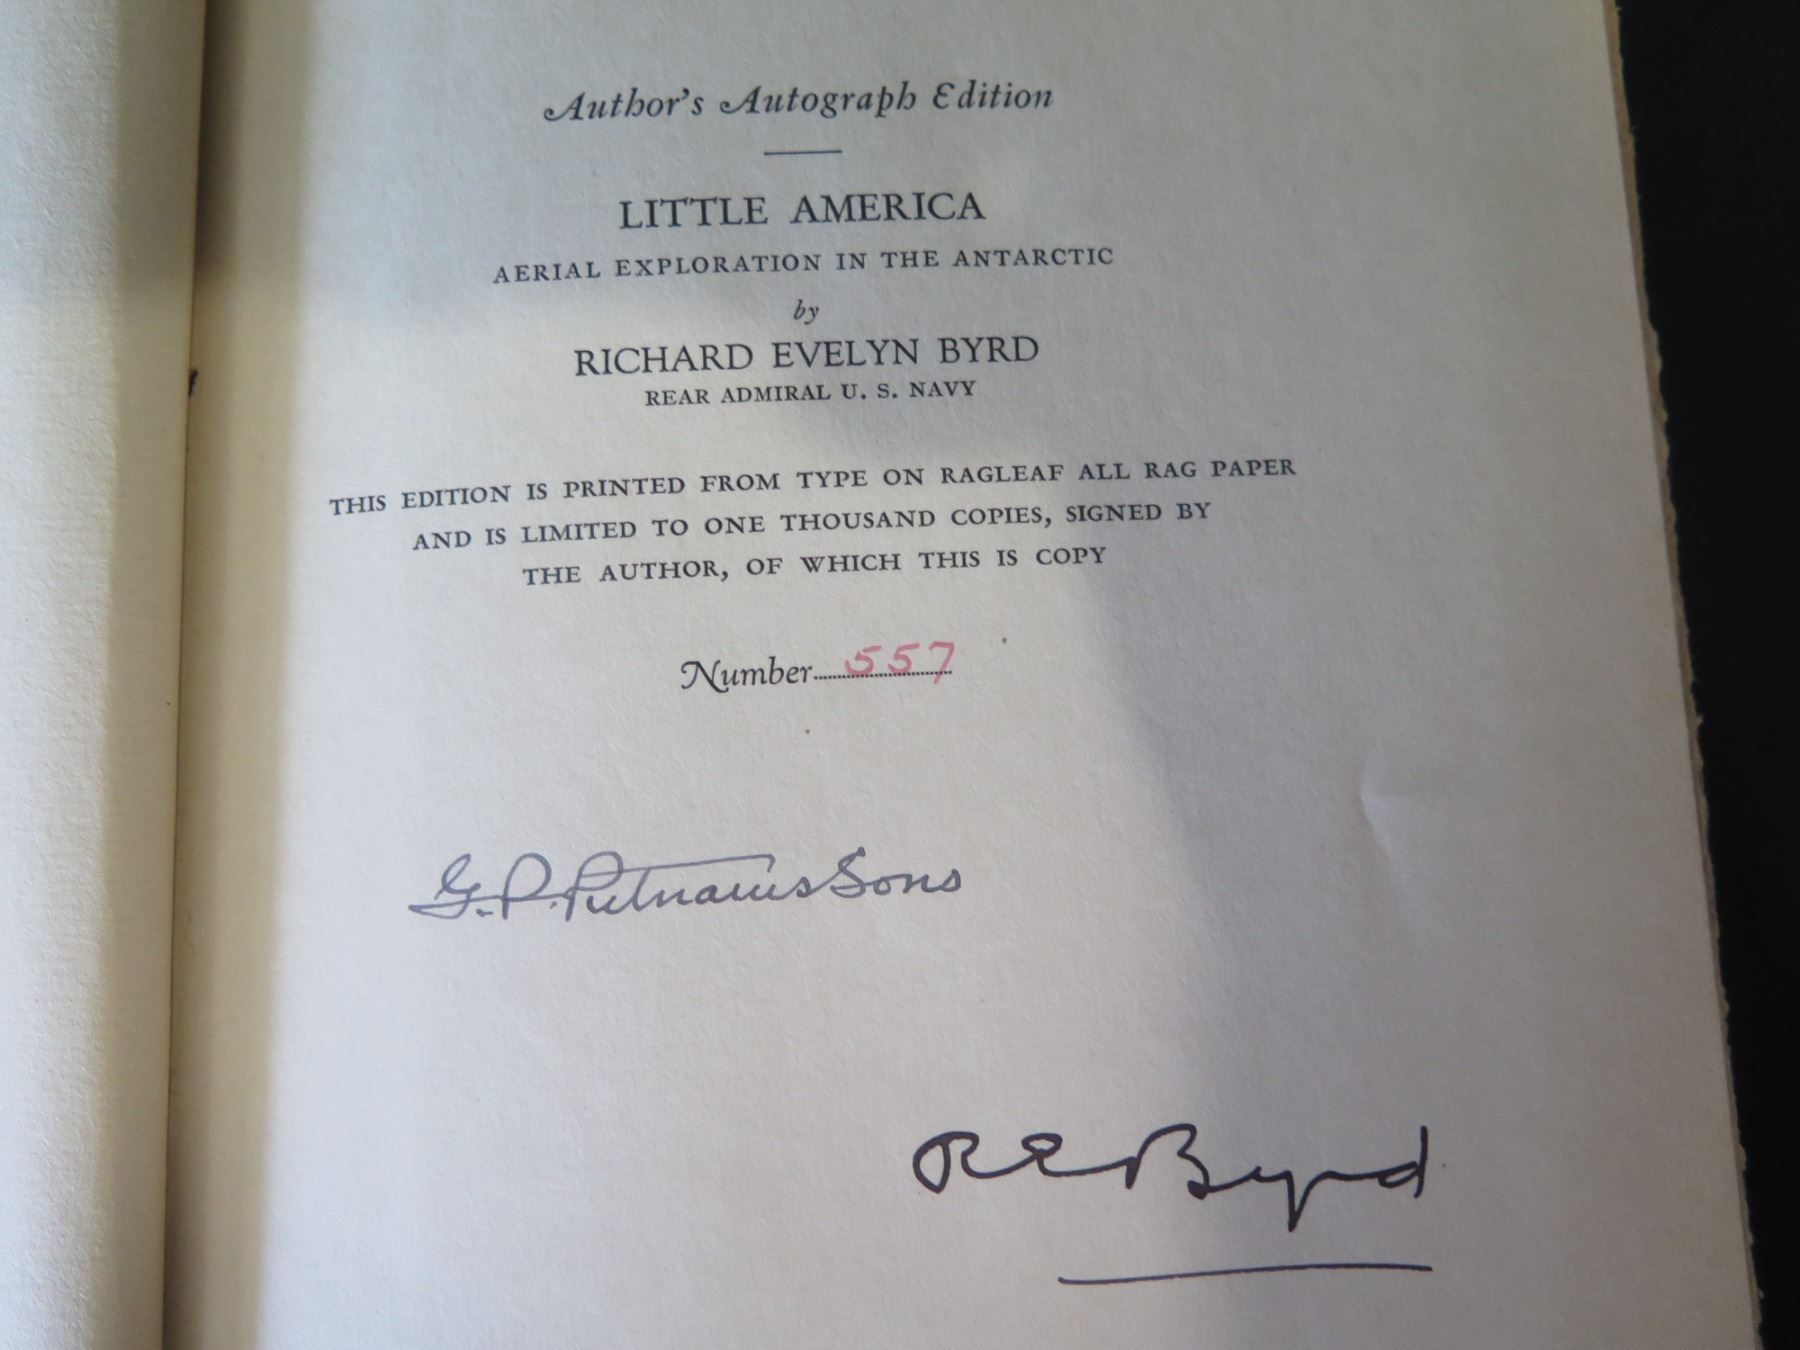 Author's Autograph Edition
LITTLE AMERICA
AERIAL EXPLORATION IN THE ANTARCTIC
by
RICHARD EVELYN BYRD
REAR ADMIRAL U. S. NAVY
THIS EDITION IS PRINTED FROM TYPE ON RAGLEAF ALL RAG PAPER
AND IS LIMITED TO ONE THOUSAND COPIES, SIGNED BY
THE AUTHOR, OF WHICH THIS IS COPY
Number 557
G. P. Putnams Sons
R E Byrd